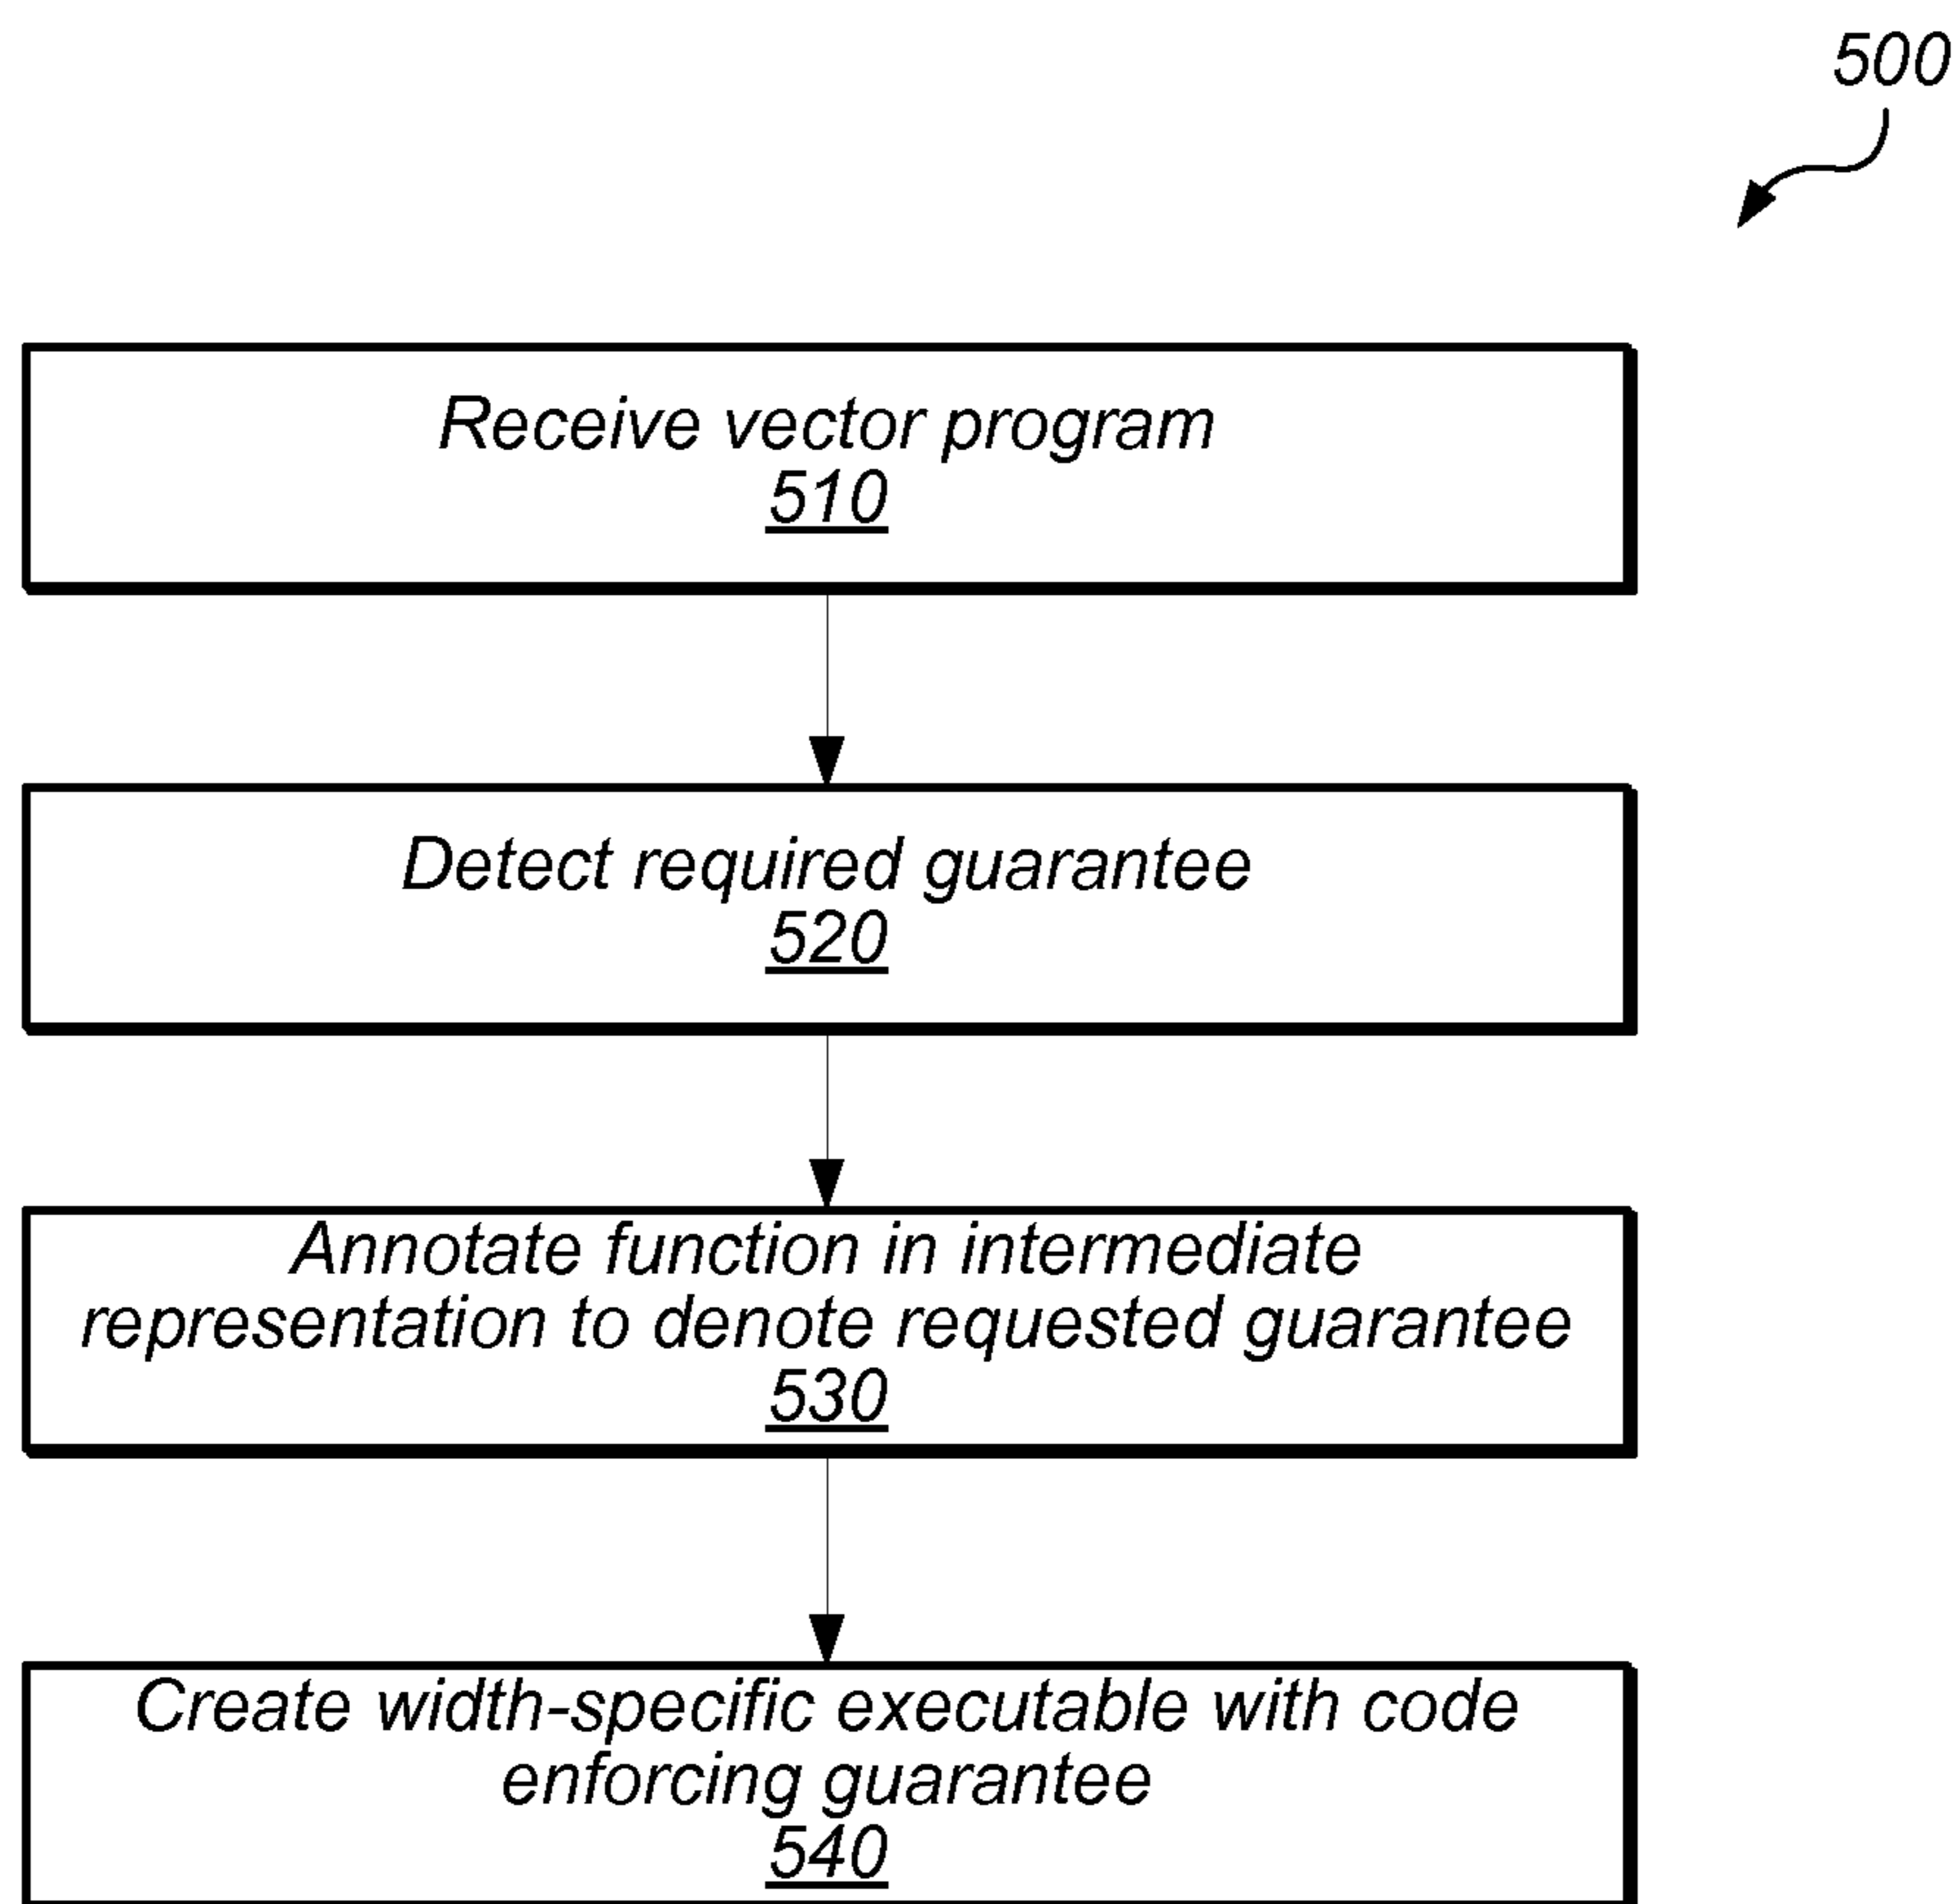 500
Receive vector program
510
Detect required guarantee
520
Annotate function in intermediate
representation to denote requested guarantee
530
Create width-specific executable with code
enforcing guarantee
540